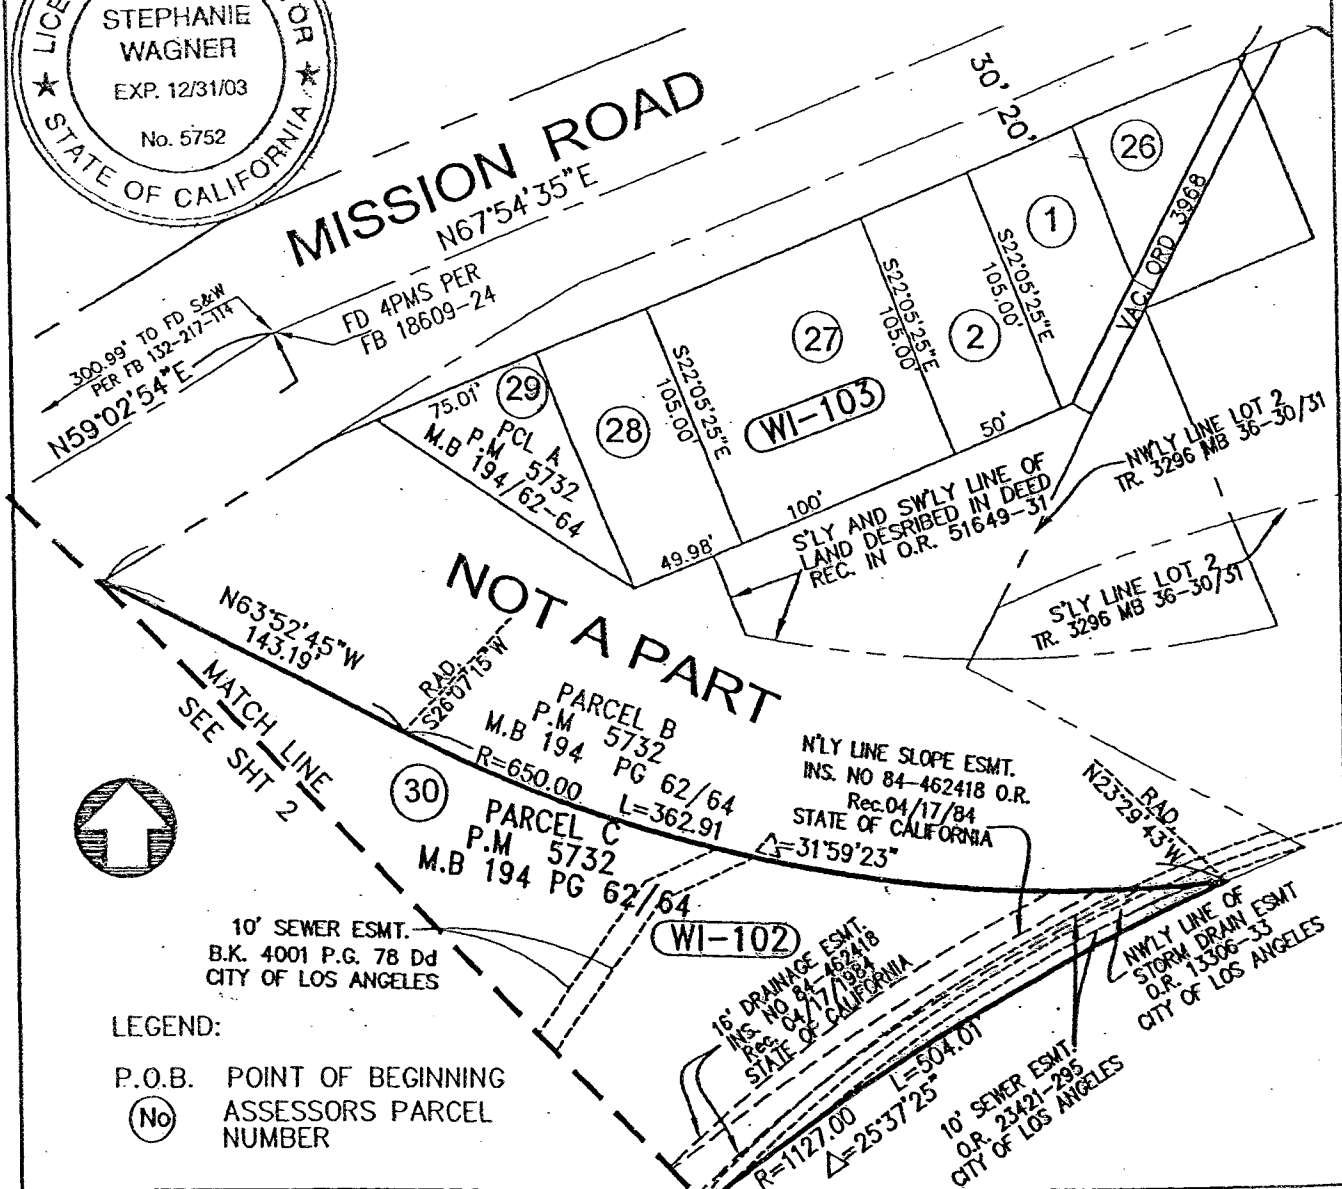 LICE
OR
STEPHANIE
WAGNER
EXP. 12/31/03
No. 5752
★ STATE OF CALIFORNIA ★
MISSION ROAD
N67°54'35"E
30'
20'
26
1
VAC. ORD 3968
S22°05'25"E
105.00'
2
S22°05'25"E
105.00'
27
WI-103
S22°05'25"E
105.00'
28
29
75.01'
PCL A
P.M 5732
M.B 194/62-64
FD 4PMS PER
FB 18609-24
300.99' TO FD S&W
PER FB 132-217-114
N59°02'54"E
50'
100'
49.98'
NW'LY LINE LOT 2
TR. 3296 MB 36-30/31
S'LY AND SW'LY LINE OF
LAND DESRIBED IN DEED
REC. IN O.R. 51649-31
S'LY LINE LOT 2
TR. 3296 MB 36-30/31
NOT A PART
N63°52'45"W
143.19'
RAD.
S26°07'15"W
MATCH LINE
SEE SHT 2
PARCEL B
P.M 5732
M.B 194 PG 62/64
R=650.00 L=362.91
Δ=31°59'23"
30
PARCEL C
P.M 5732
M.B 194 PG 62/64
N'LY LINE SLOPE ESMT.
INS. NO 84-462418 O.R.
Rec.04/17/84
STATE OF CALIFORNIA
RAD.
N23°29'43"W
WI-102
10' SEWER ESMT.
B.K. 4001 P.G. 78 Dd
CITY OF LOS ANGELES
16' DRAINAGE ESMT.
INS. NO 84-462418
Rec. 04/17/1984
STATE OF CALIFORNIA
NW'LY LINE OF
STORM DRAIN ESMT
O.R. 13306-33
CITY OF LOS ANGELES
R=1127.00 L=504.01'
Δ=25°37'25"
10' SEWER ESMT.
O.R. 23421-295
CITY OF LOS ANGELES
LEGEND:
P.O.B. POINT OF BEGINNING
No ASSESSORS PARCEL
NUMBER